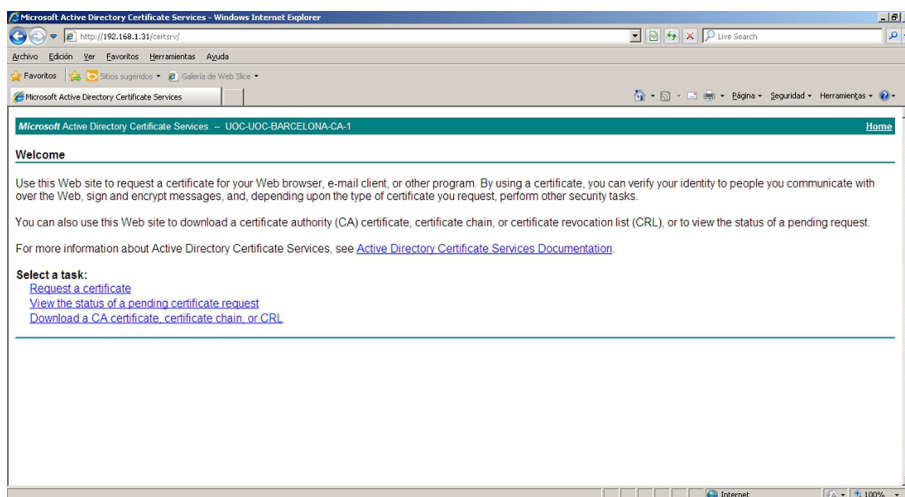 Microsoft Active Directory Certificate Services - Windows Internet Explorer
http://192.168.1.31/certsrv/
Live Search
Archivo Edición Ver Favoritos Herramientas Ayuda
Favoritos Sitios sugeridos Galería de Web Slice
Microsoft Active Directory Certificate Services Página Seguridad Herramientas
Microsoft Active Directory Certificate Services -- UOC-UOC-BARCELONA-CA-1 Home
Welcome
Use this Web site to request a certificate for your Web browser, e-mail client, or other program. By using a certificate, you can verify your identity to people you communicate with
over the Web, sign and encrypt messages, and, depending upon the type of certificate you request, perform other security tasks.
You can also use this Web site to download a certificate authority (CA) certificate, certificate chain, or certificate revocation list (CRL), or to view the status of a pending request.
For more information about Active Directory Certificate Services, see Active Directory Certificate Services Documentation.
Select a task:
Request a certificate
View the status of a pending certificate request
Download a CA certificate, certificate chain, or CRL
Internet 100%